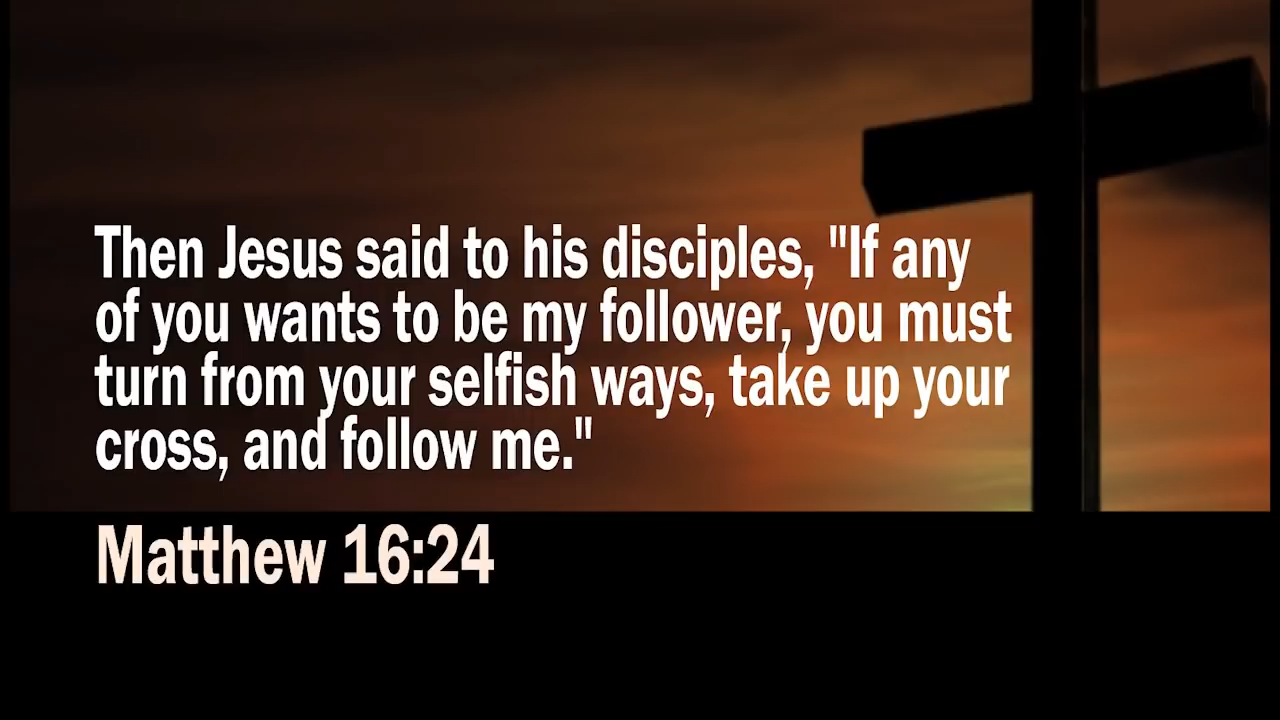 Then Jesus said to his disciples, "If any
of you wants to be my follower, you must
turn from your selfish ways, take up your
cross, and follow me."
Matthew 16:24